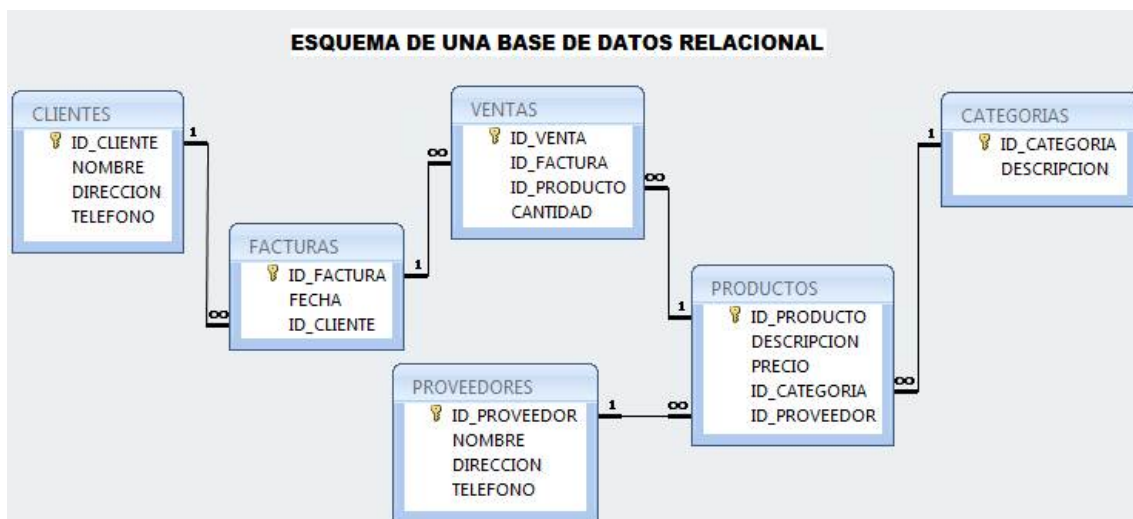 ESQUEMA DE UNA BASE DE DATOS RELACIONAL
CLIENTES
ID_CLIENTE
NOMBRE
DIRECCION
TELEFONO
1
∞
FACTURAS
ID_FACTURA
FECHA
ID_CLIENTE
1
∞
VENTAS
ID_VENTA
ID_FACTURA
ID_PRODUCTO
CANTIDAD
∞
1
PROVEEDORES
ID_PROVEEDOR
NOMBRE
DIRECCION
TELEFONO
1
∞
PRODUCTOS
ID_PRODUCTO
DESCRIPCION
PRECIO
ID_CATEGORIA
ID_PROVEEDOR
∞
1
CATEGORIAS
ID_CATEGORIA
DESCRIPCION